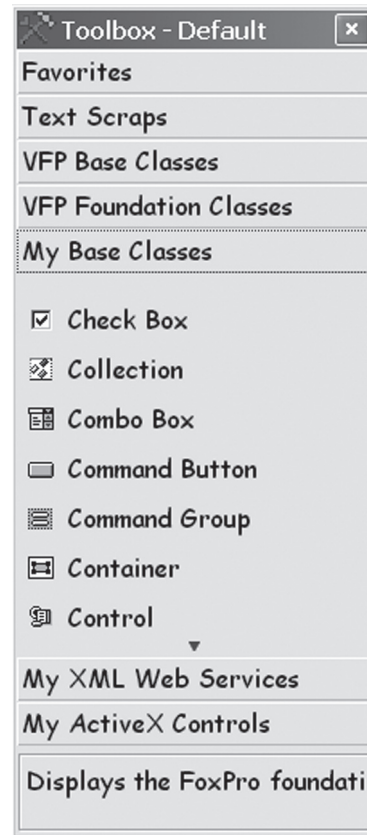 Toolbox - Default
Favorites
Text Scraps
VFP Base Classes
VFP Foundation Classes
My Base Classes
Check Box
Collection
Combo Box
Command Button
Command Group
Container
Control
My XML Web Services
My ActiveX Controls
Displays the FoxPro foundati